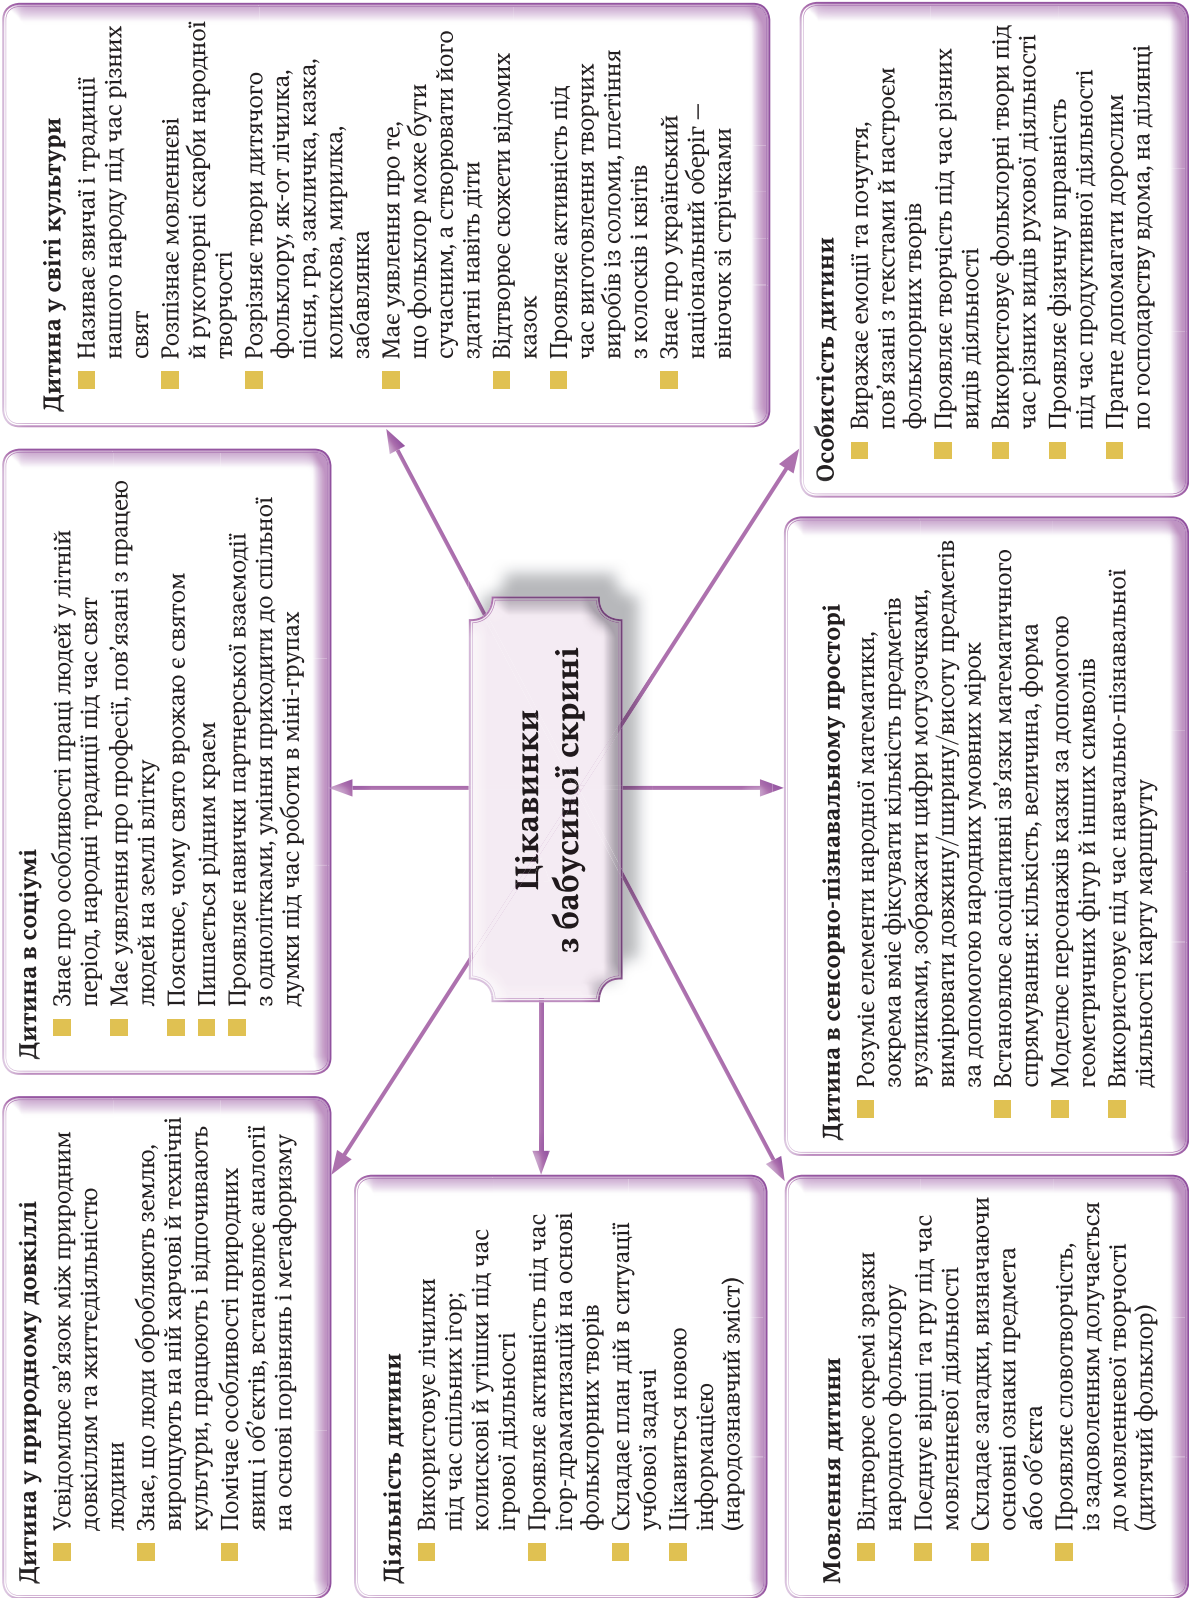 Дитина у природному довкіллі
Усвідомлює зв’язок між природним
довкіллям та життєдіяльністю
людини
Знає, що люди обробляють землю,
вирощують на ній харчові й технічні
культури, працюють і відпочивають
Помічає особливості природних
явищ і об’єктів, встановлює аналогії
на основі порівнянь і метафоризму
Дитина в соціумі
Знає про особливості праці людей у літній
період, народні традиції під час свят
Має уявлення про професії, пов’язані з працею
людей на землі влітку
Пояснює, чому свято врожаю є святом
Пишається рідним краєм
Проявляє навички партнерської взаємодії
з однолітками, уміння приходити до спільної
думки під час роботи в міні-групах
Дитина у світі культури
Називає звичаї і традиції
нашого народу під час різних
свят
Розпізнає мовленнєві
й рукотворні скарби народної
творчості
Розрізняє твори дитячого
фольклору, як-от лічилка,
пісня, гра, закличка, казка,
колискова, мирилка,
забавлянка
Має уявлення про те,
що фольклор може бути
сучасним, а створювати його
здатні навіть діти
Відтворює сюжети відомих
казок
Проявляє активність під
час виготовлення творчих
виробів із соломи, плетіння
з колосків і квітів
Знає про український
національний оберіг —
віночок зі стрічками
Діяльність дитини
Використовує лічилки
під час спільних ігор;
колискові й утішки під час
ігрової діяльності
Проявляє активність під час
ігор-драматизацій на основі
фольклорних творів
Складає план дій в ситуації
учбової задачі
Цікавиться новою
інформацією
(народознавчий зміст)
Цікавинки
з бабусиної скрині
Мовлення дитини
Відтворює окремі зразки
народного фольклору
Поєднує вірші та гру під час
мовленнєвої діяльності
Складає загадки, визначаючи
основні ознаки предмета
або об’єкта
Проявляє словотворчість,
із задоволенням долучається
до мовленнєвої творчості
(дитячий фольклор)
Дитина в сенсорно-пізнавальному просторі
Розуміє елементи народної математики,
зокрема вміє фіксувати кількість предметів
вузликами, зображати цифри мотузочками,
вимірювати довжину/ширину/висоту предметів
за допомогою народних умовних мірок
Встановлює асоціативні зв’язки математичного
спрямування: кількість, величина, форма
Моделює персонажів казки за допомогою
геометричних фігур й інших символів
Використовує під час навчально-пізнавальної
діяльності карту маршруту
Особистість дитини
Виражає емоції та почуття,
пов’язані з текстами й настроєм
фольклорних творів
Проявляє творчість під час різних
видів діяльності
Використовує фольклорні твори під
час різних видів рухової діяльності
Проявляє фізичну вправність
під час продуктивної діяльності
Прагне допомагати дорослим
по господарству вдома, на ділянці